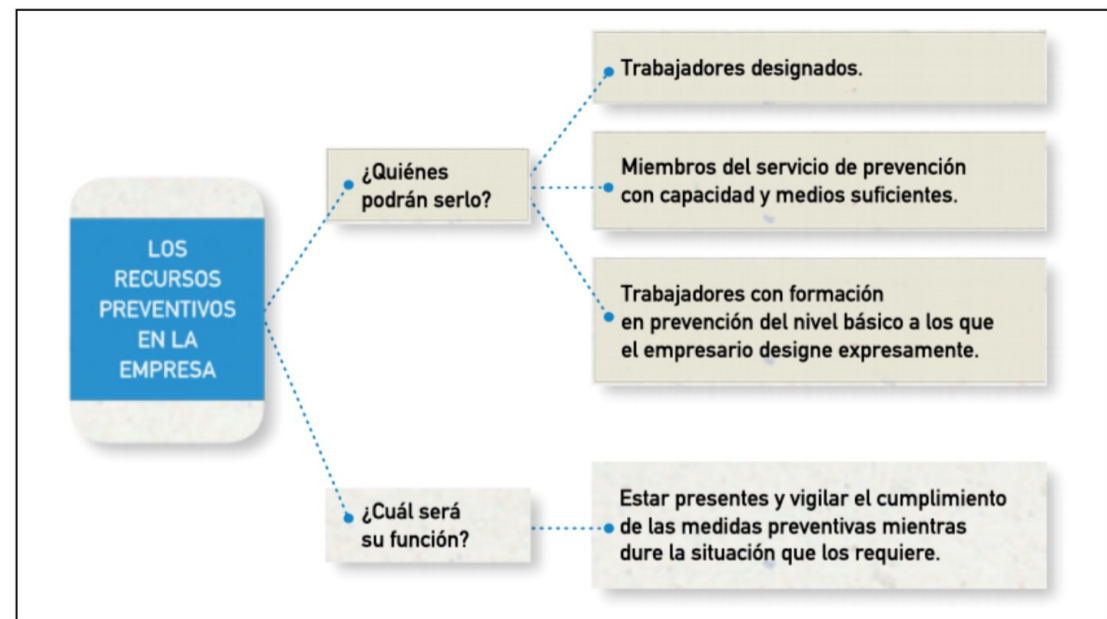 LOS
RECURSOS
PREVENTIVOS
EN LA
EMPRESA
¿Quiénes
podrán serlo?
Trabajadores designados.
Miembros del servicio de prevención
con capacidad y medios suficientes.
Trabajadores con formación
en prevención del nivel básico a los que
el empresario designe expresamente.
¿Cuál será
su función?
Estar presentes y vigilar el cumplimiento
de las medidas preventivas mientras
dure la situación que los requiere.